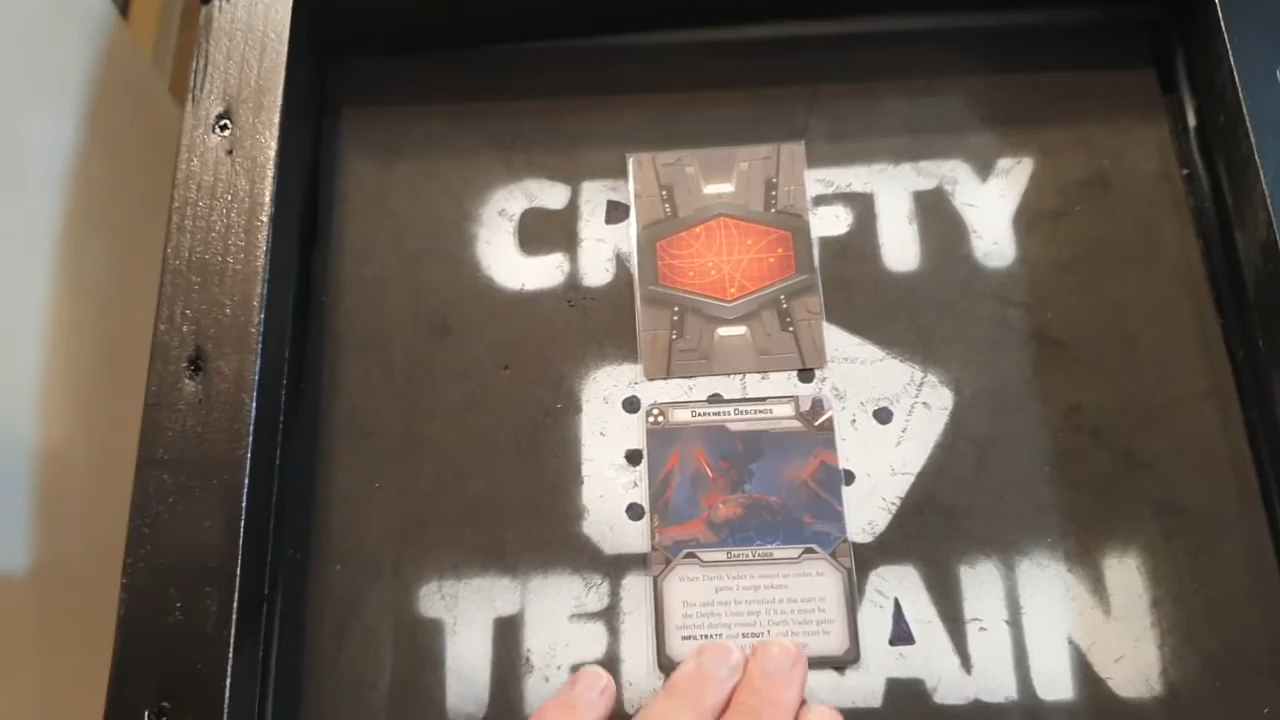 CR FTY
DARKNESS DESCENDS
DARTH VADER
When Darth Vader is issued an order, he
gains 2 surge tokens.
This card may be revealed at the start of
the Deploy Units step. If it is, it must be
selected during round 1, Darth Vader gains
INFILTRATE and SCOUT 1, and he must be
TE AIN